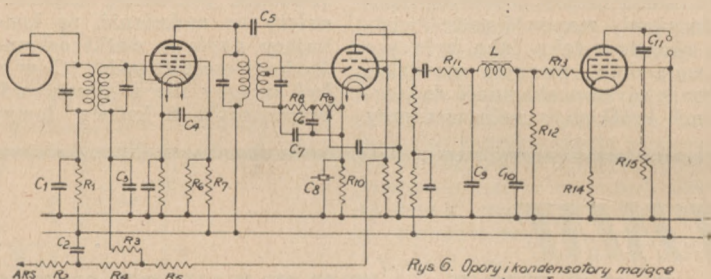 C5
C11
R11
L
R13
C4
R8
R9
C6
C7
R12
C1
R1
C3
R6
R7
C8
R10
C9
C10
R14
R15
C2
R3
ARS
R2
R4
R5
Rys 6. Opory i kondensatory mające